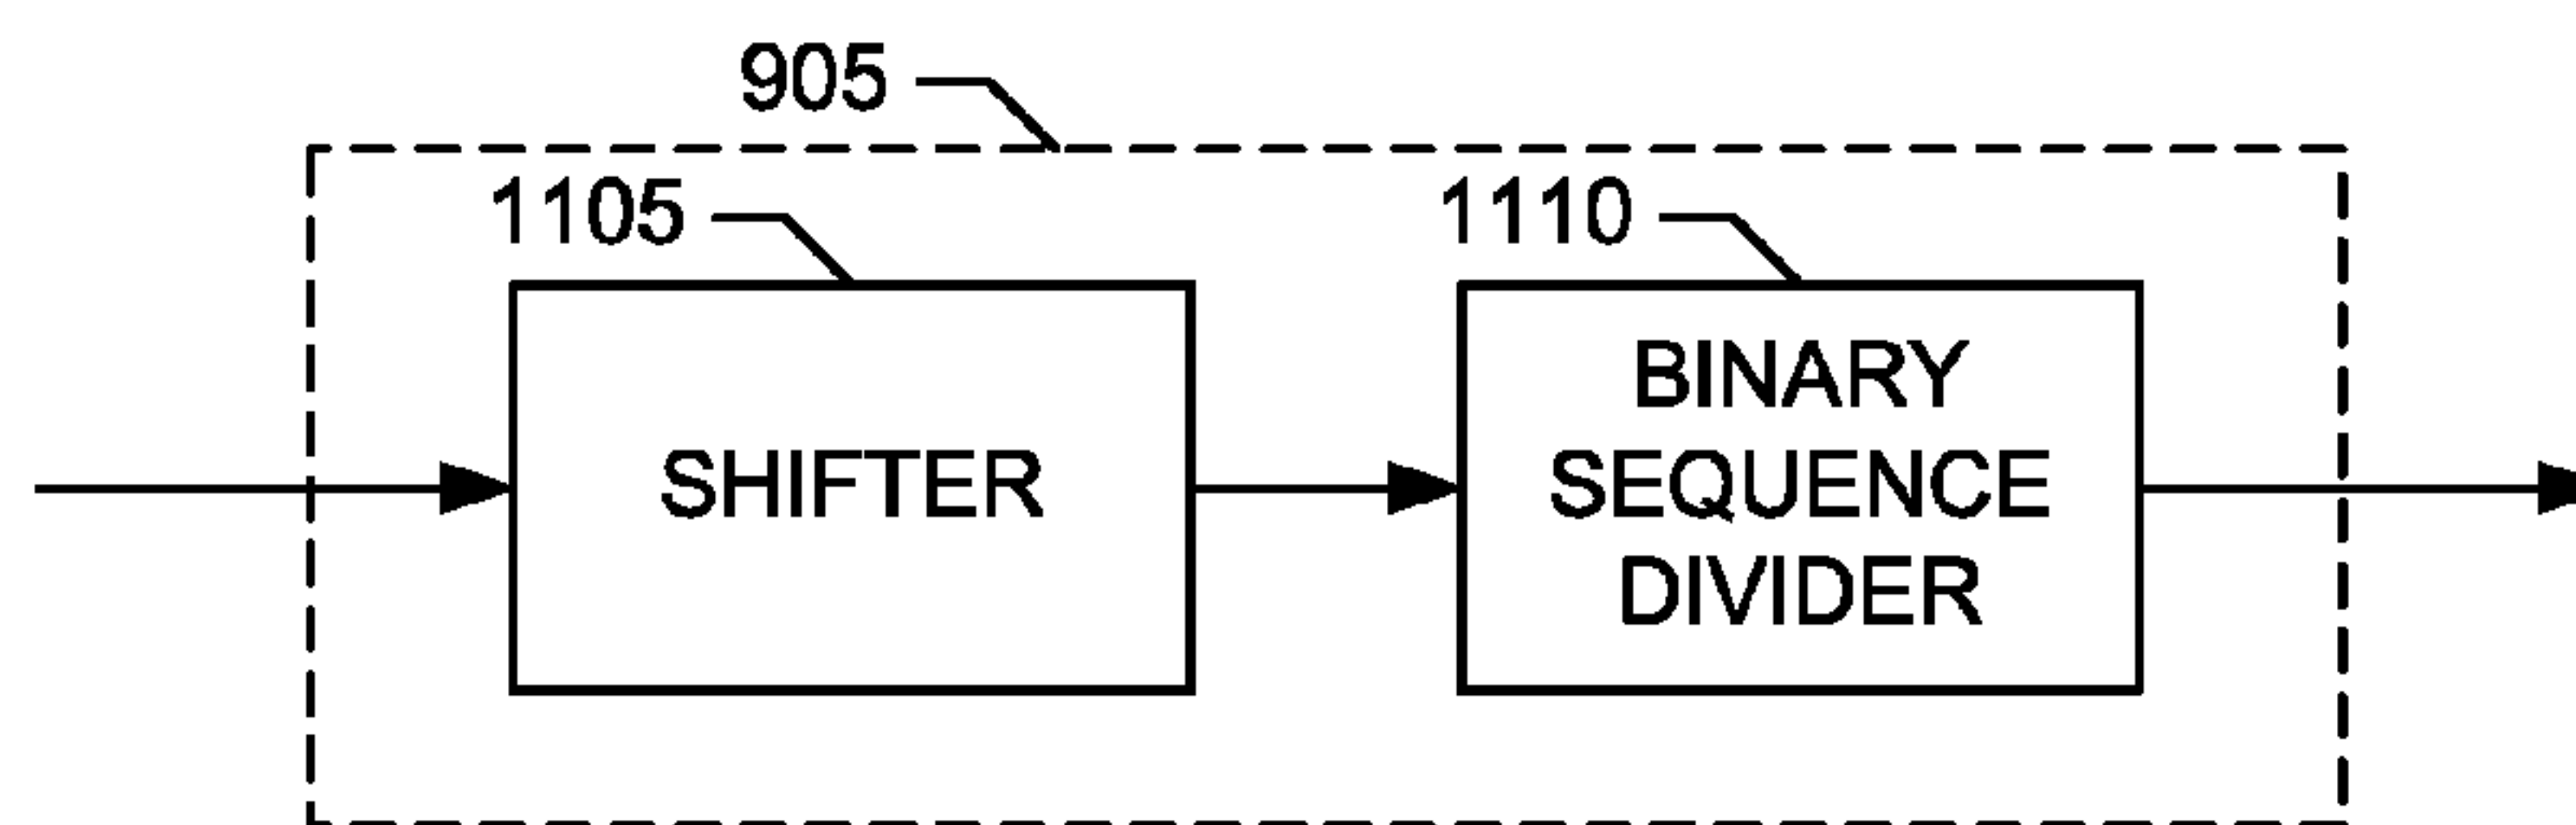 905
1105
1110
SHIFTER
BINARY
SEQUENCE
DIVIDER